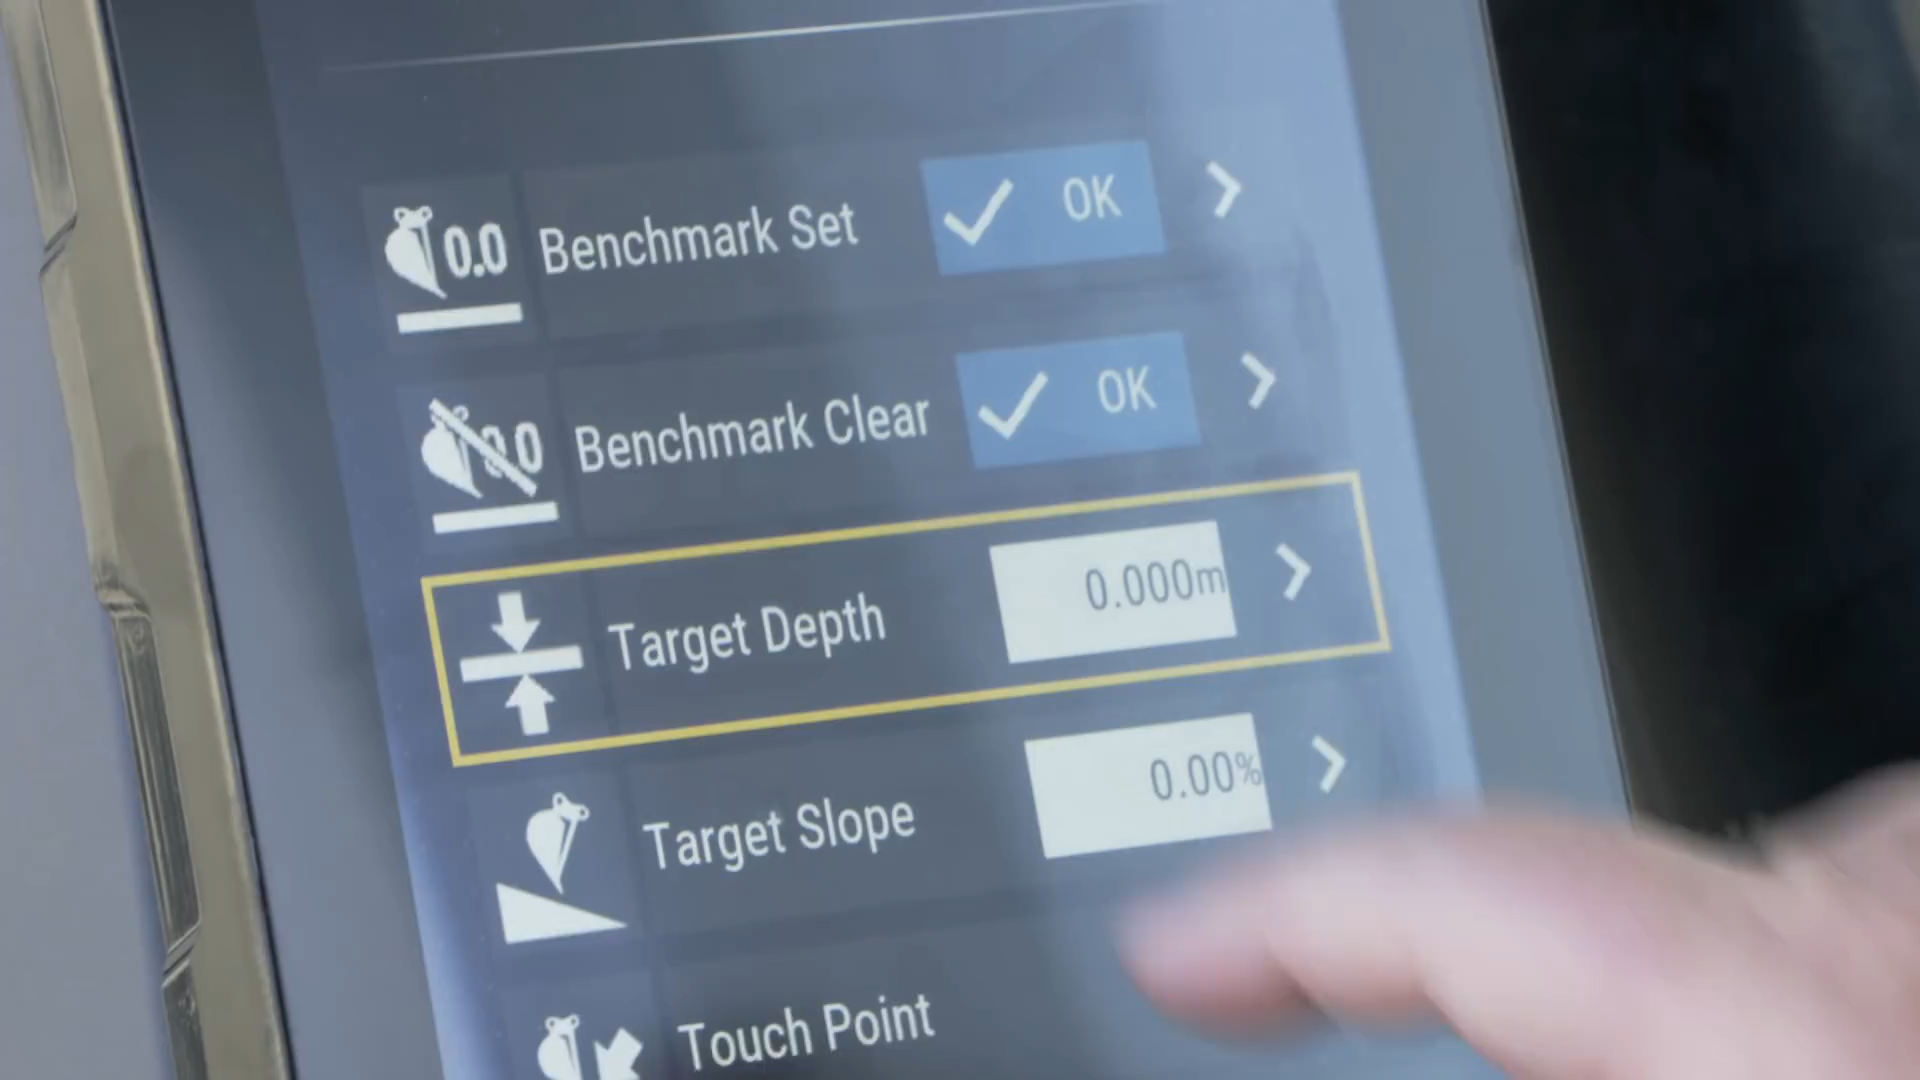 0.0 Benchmark Set OK
0.0 Benchmark Clear OK
Target Depth 0.000m
Target Slope 0.00%
Touch Point